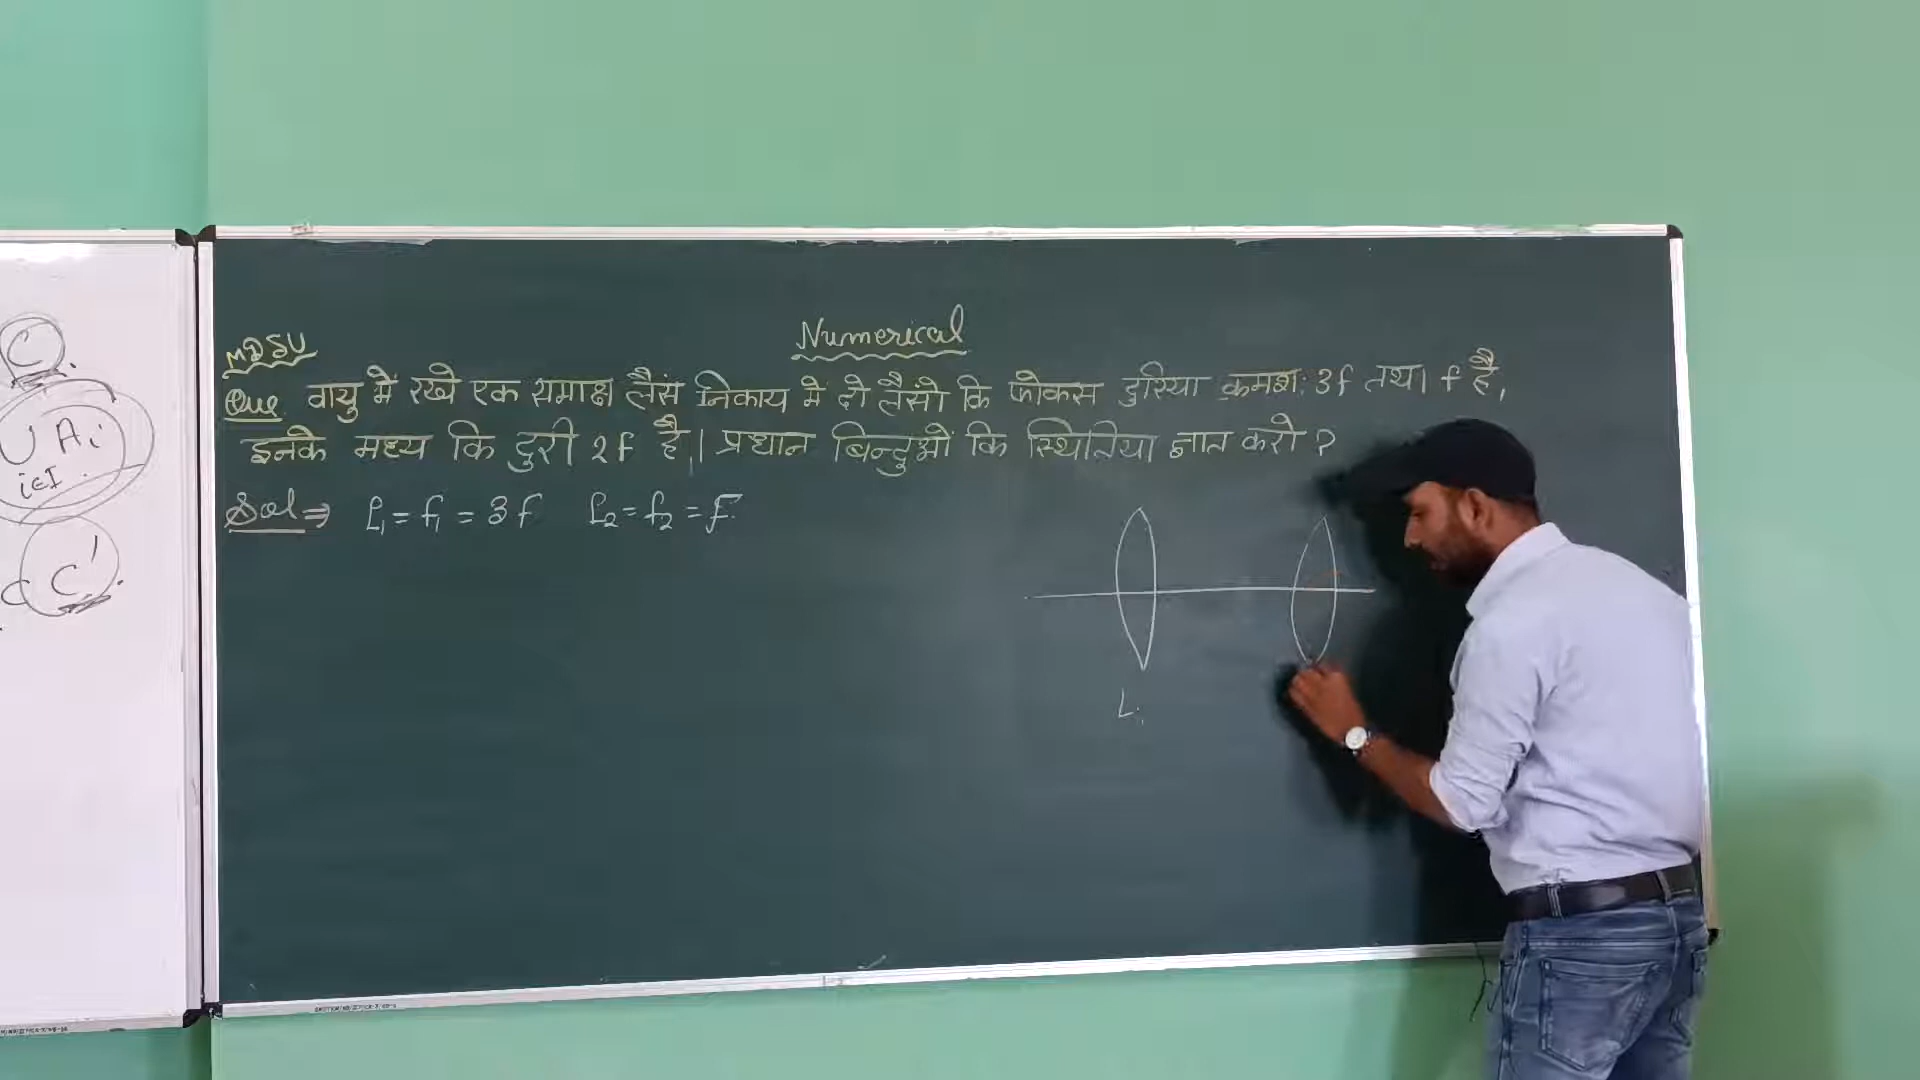 C
U Ai
i∈I
C'
Numerical
MDSU
Que वायु में रखे एक समाक्ष लैंस निकाय में दो लैंसो कि फोकस दुरिया क्रमश: 3f तथा f है,
इनके मध्य कि दुरी 2f है,। प्रधान बिन्दुओं कि स्थितिया ज्ञात करो ?
Sol ⇒ L₁ = f₁ = 3f L₂ = f₂ = f.
L